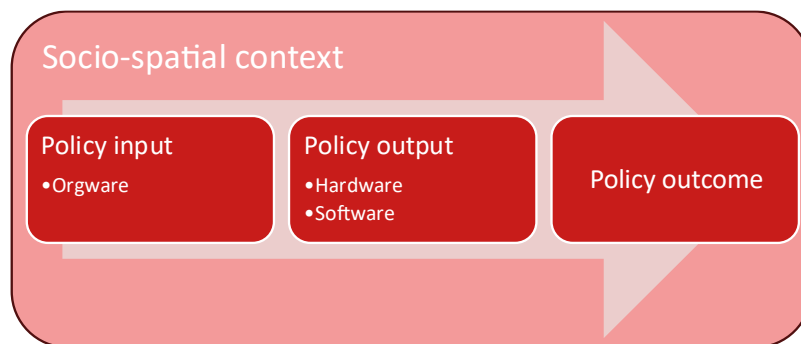 Socio-spatial context
Policy input
•Orgware
Policy output
•Hardware
•Software
Policy outcome